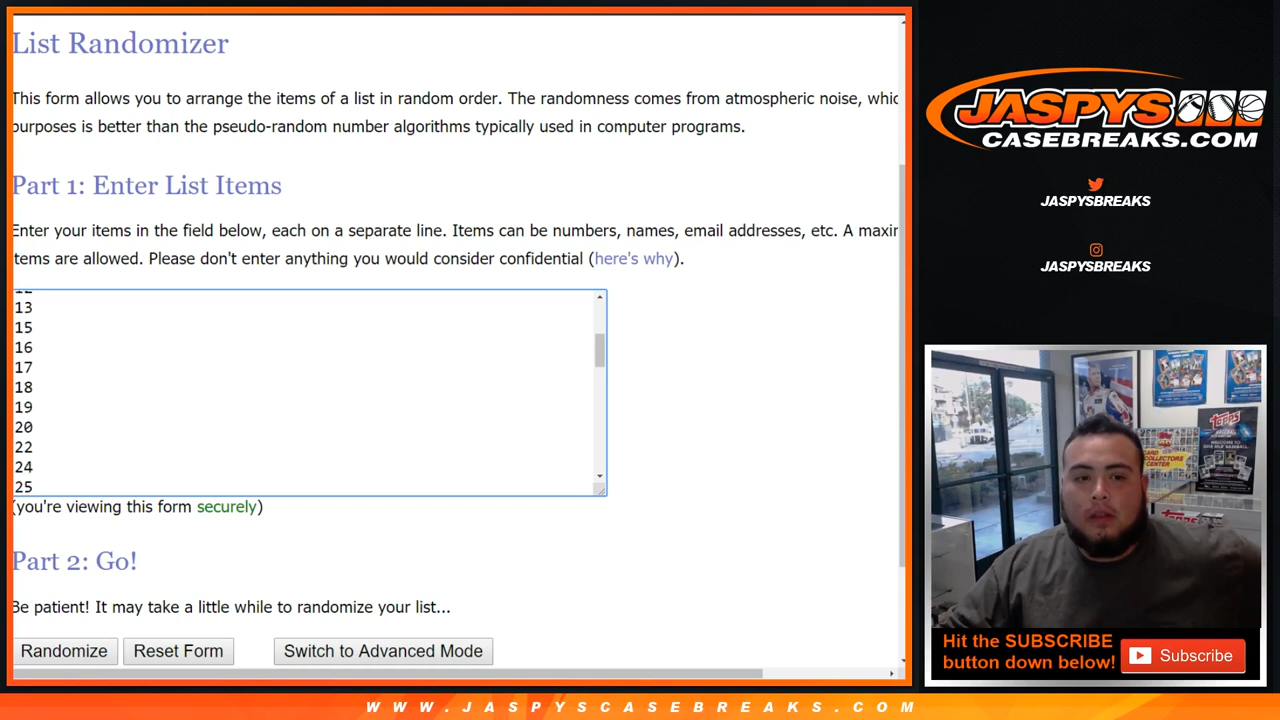 List Randomizer
This form allows you to arrange the items of a list in random order. The randomness comes from atmospheric noise, whic
purposes is better than the pseudo-random number algorithms typically used in computer programs.
Part 1: Enter List Items
Enter your items in the field below, each on a separate line. Items can be numbers, names, email addresses, etc. A maxir
items are allowed. Please don't enter anything you would consider confidential (here's why).
12
13
15
16
17
18
19
20
22
24
25
(you're viewing this form securely)
Part 2: Go!
Be patient! It may take a little while to randomize your list...
Randomize Reset Form Switch to Advanced Mode
JASPYS
CASEBREAKS.COM
JASPYSBREAKS
JASPYSBREAKS
topps
CARD
COLLECTORS
CENTER
Hit the SUBSCRIBE
button down below!
Subscribe
WWW.JASPYSCASEBREAKS.COM